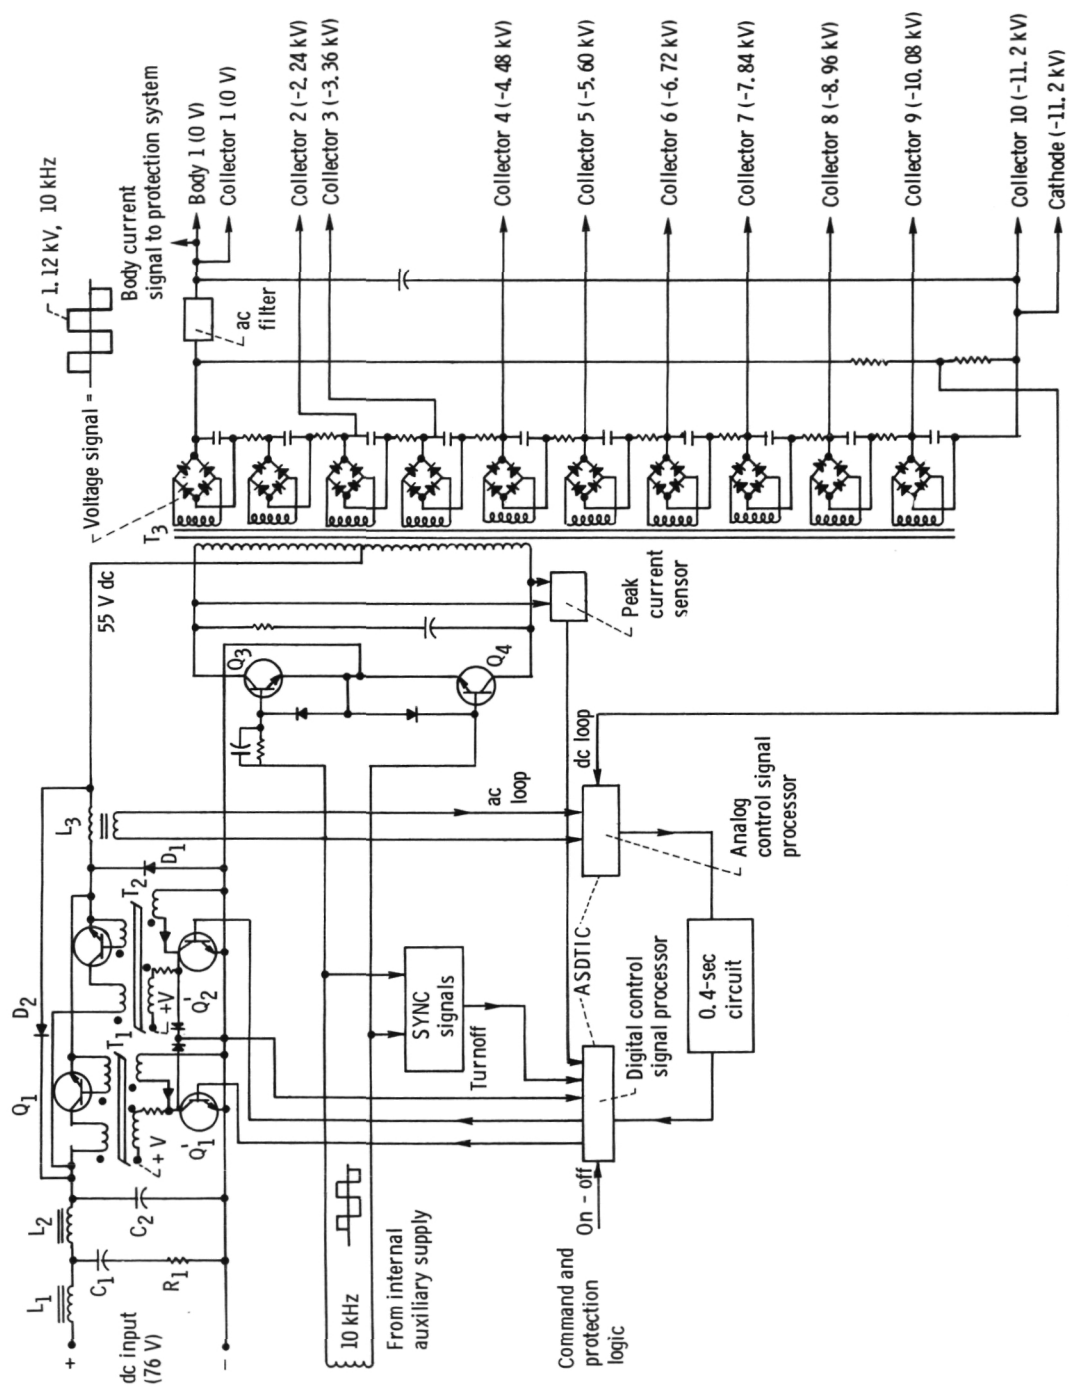 1.12 kV, 10 kHz
Voltage signal =
Body current
signal to protection system
Body 1 (0 V)
Collector 1 (0 V)
Collector 2 (-2.24 kV)
Collector 3 (-3.36 kV)
Collector 4 (-4.48 kV)
Collector 5 (-5.60 kV)
Collector 6 (-6.72 kV)
Collector 7 (-7.84 kV)
Collector 8 (-8.96 kV)
Collector 9 (-10.08 kV)
Collector 10 (-11.2 kV)
Cathode (-11.2 kV)
ac
filter
T3
55 V dc
Peak
current
sensor
Q3
Q4
dc loop
ac
loop
Analog
control signal
processor
L3
D1
D2
T2
T1
Q1
+V
+V
Q'2
Q'1
SYNC
signals
Turnoff
ASDTIC
Digital control
signal processor
0.4-sec
circuit
L2
C2
L1
C1
R1
+
-
dc input
(76 V)
10 kHz
From internal
auxiliary supply
On - off
Command and
protection
logic